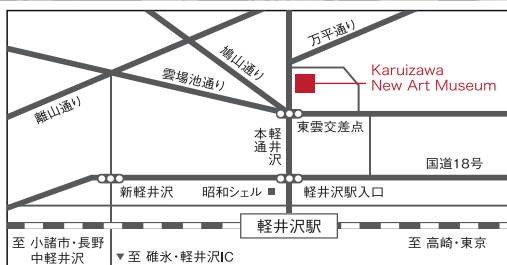 万平通り
鳩山通り
雲場池通り
離山通り
Karuizawa
New Art Museum
東雲交差点
軽井沢
本通
国道18号
新軽井沢
昭和シェル
軽井沢駅入口
軽井沢駅
至 小諸市・長野
中軽井沢
▼至 碓氷・軽井沢IC
至 高崎・東京